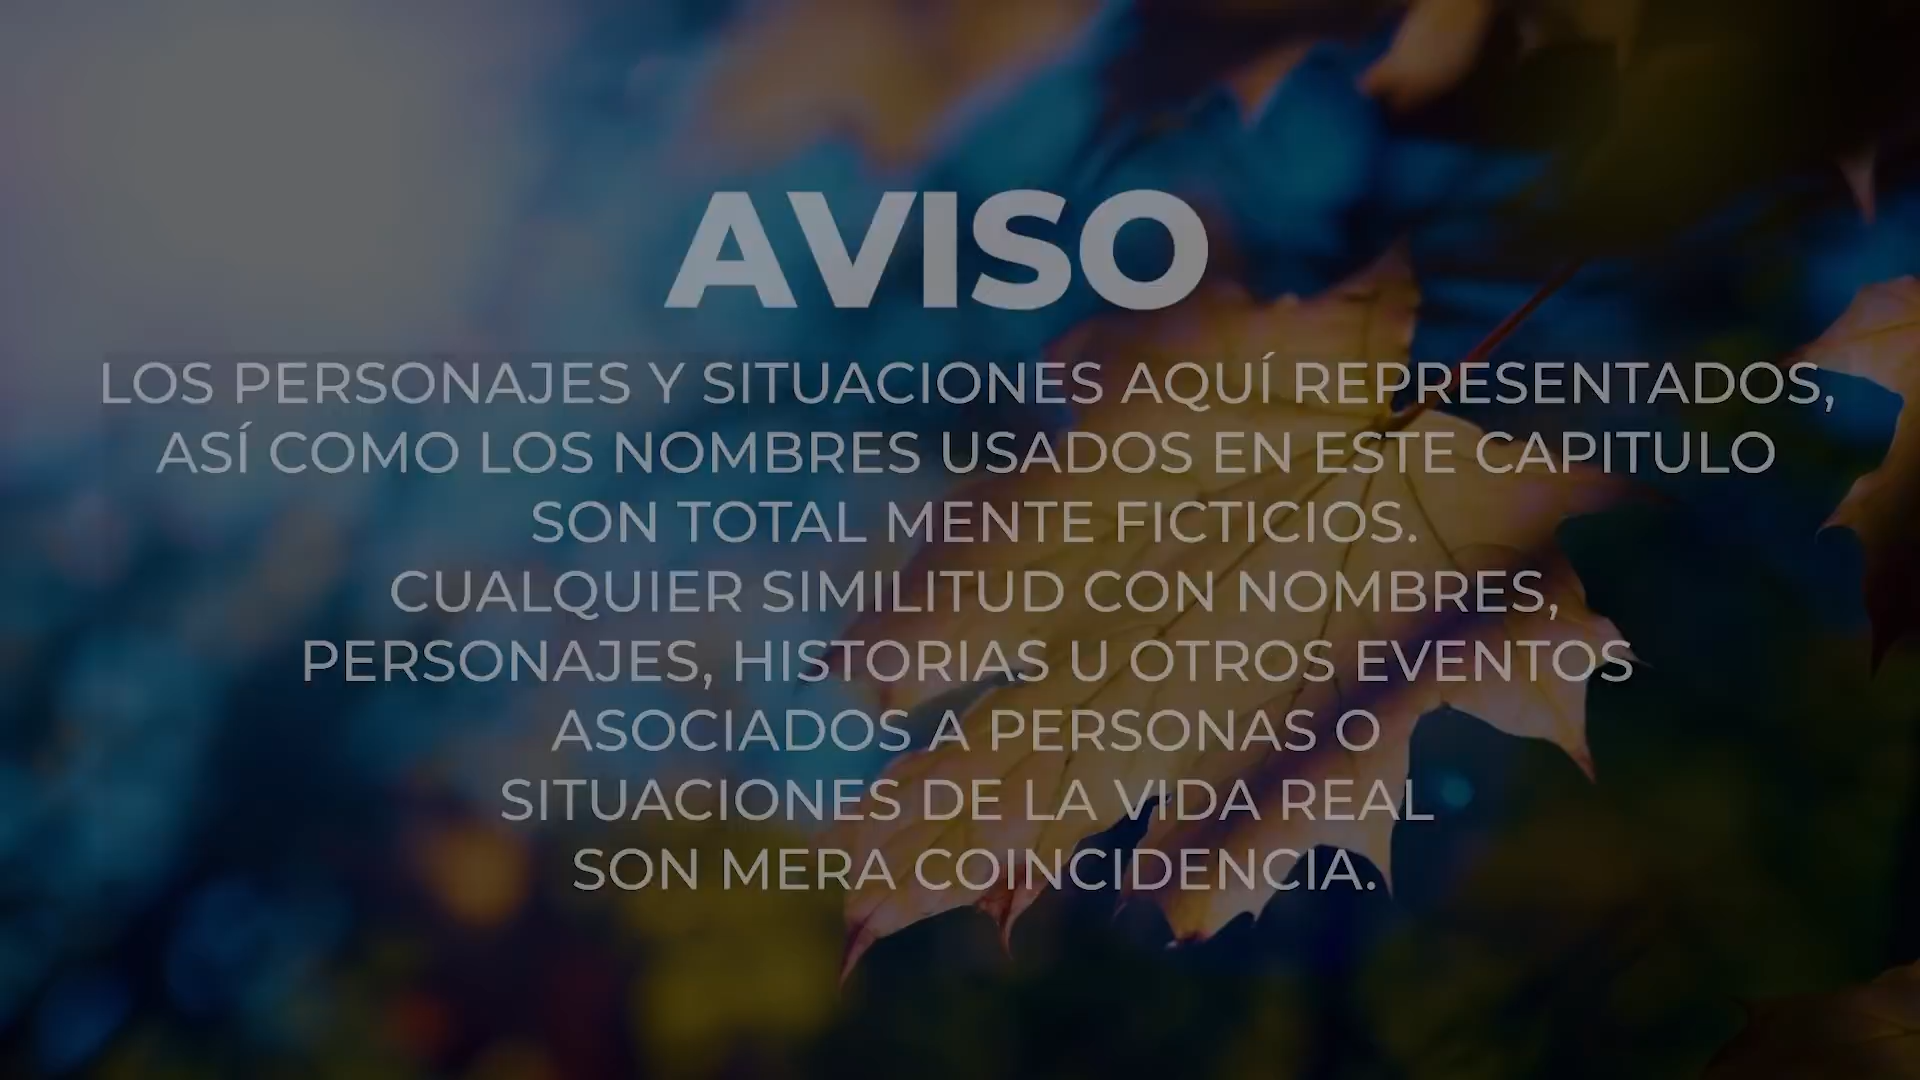 AVISO
LOS PERSONAJES Y SITUACIONES AQUÍ REPRESENTADOS,
ASÍ COMO LOS NOMBRES USADOS EN ESTE CAPITULO
SON TOTAL MENTE FICTICIOS.
CUALQUIER SIMILITUD CON NOMBRES,
PERSONAJES, HISTORIAS U OTROS EVENTOS
ASOCIADOS A PERSONAS O
SITUACIONES DE LA VIDA REAL
SON MERA COINCIDENCIA.